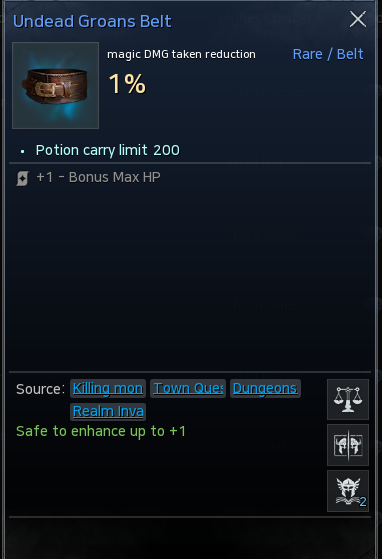 Undead Groans Belt
magic DMG taken reduction
Rare / Belt
1%
• Potion carry limit 200
+1 - Bonus Max HP
Source: Killing mon Town Ques Dungeons
Realm Inva
Safe to enhance up to +1
2